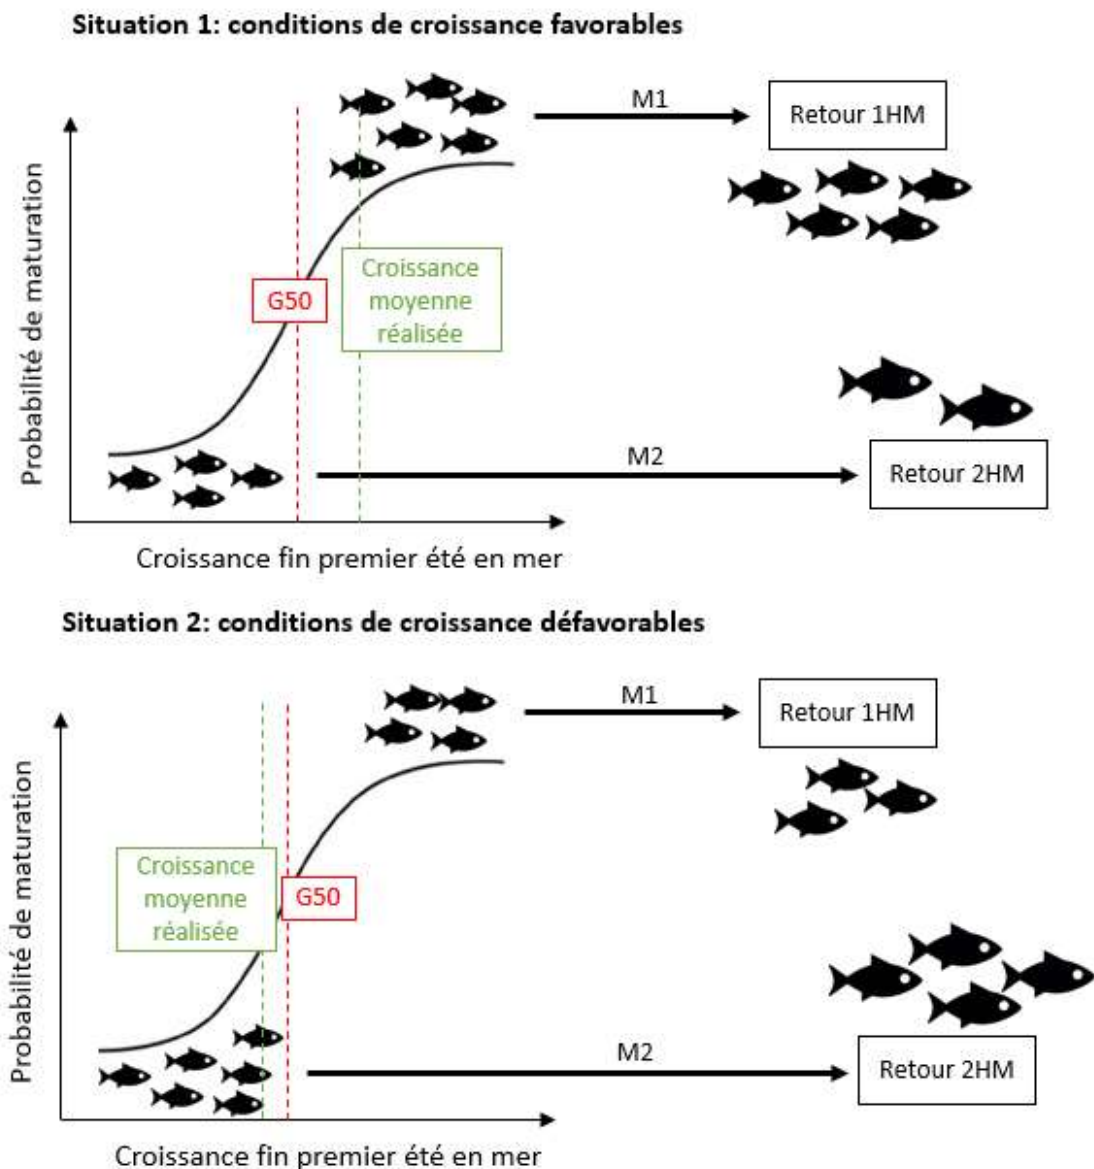 Situation 1: conditions de croissance favorables
M1
Retour 1HM
Probabilité de maturation
G50
Croissance
moyenne
réalisée
M2
Retour 2HM
Croissance fin premier été en mer
Situation 2: conditions de croissance défavorables
M1
Retour 1HM
Probabilité de maturation
Croissance
moyenne
réalisée
G50
M2
Retour 2HM
Croissance fin premier été en mer